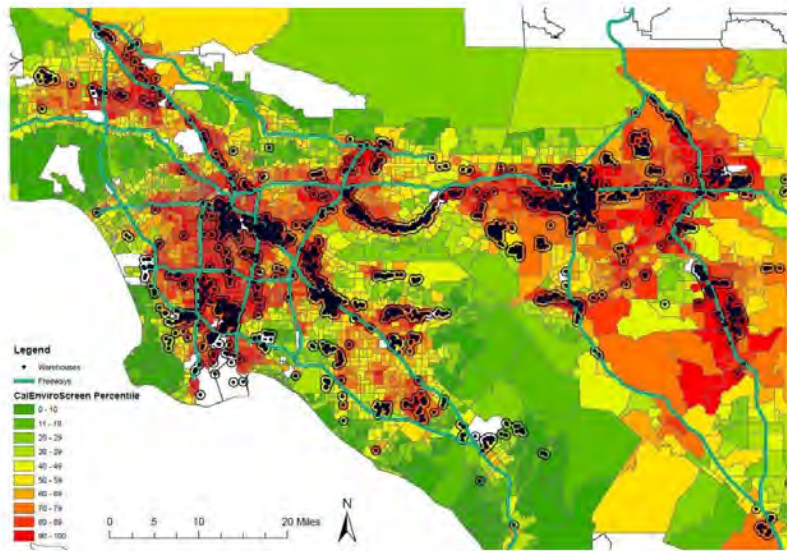 Legend
Warehouses
Freeways
CalEnviroScreen Percentile
0 - 10
11 - 19
20 - 29
30 - 39
40 - 49
50 - 59
60 - 69
70 - 79
80 - 89
90 - 100
0 5 10 20 Miles
N